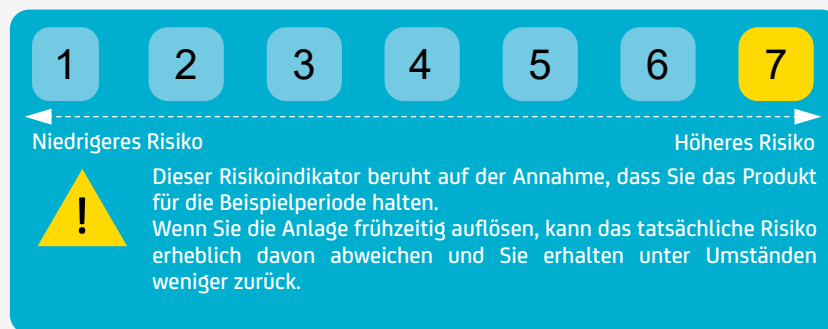 1 2 3 4 5 6 7
Niedrigeres Risiko Höheres Risiko
! Dieser Risikoindikator beruht auf der Annahme, dass Sie das Produkt
für die Beispielperiode halten.
Wenn Sie die Anlage frühzeitig auflösen, kann das tatsächliche Risiko
erheblich davon abweichen und Sie erhalten unter Umständen
weniger zurück.